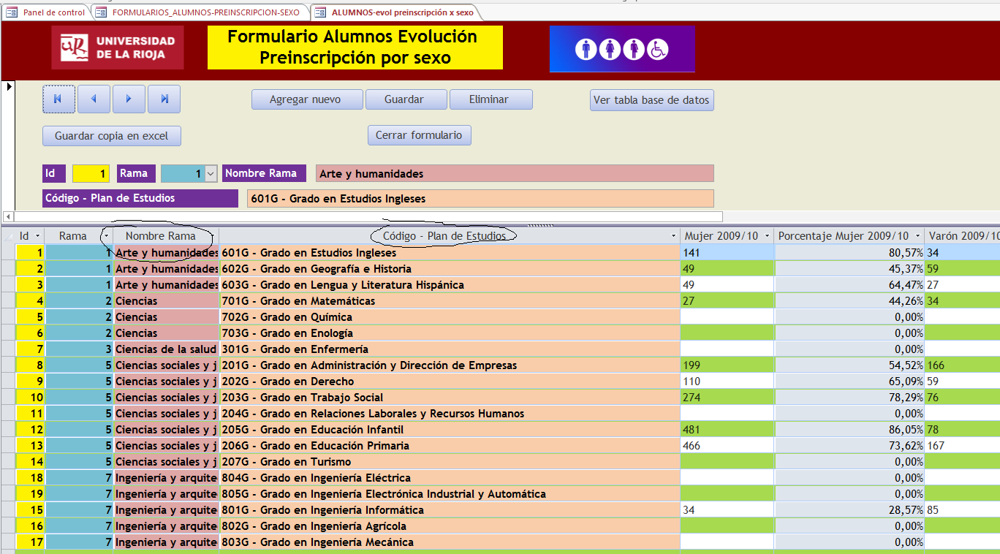 Panel de control FORMULARIOS_ALUMNOS-PREINSCRIPCION-SEXO ALUMNOS-evol preinscripción x sexo
UNIVERSIDAD
DE LA RIOJA
Formulario Alumnos Evolución
Preinscripción por sexo
Agregar nuevo Guardar Eliminar Ver tabla base de datos
Guardar copia en excel Cerrar formulario
Id 1 Rama 1 Nombre Rama Arte y humanidades
Código - Plan de Estudios 601G - Grado en Estudios Ingleses
Id Rama Nombre Rama Código - Plan de Estudios Mujer 2009/10 Porcentaje Mujer 2009/10 Varón 2009/10
1 1 Arte y humanidades 601G - Grado en Estudios Ingleses 141 80,57% 34
2 1 Arte y humanidades 602G - Grado en Geografía e Historia 49 45,37% 59
3 1 Arte y humanidades 603G - Grado en Lengua y Literatura Hispánica 49 64,47% 27
4 2 Ciencias 701G - Grado en Matemáticas 27 44,26% 34
5 2 Ciencias 702G - Grado en Química 0,00%
6 2 Ciencias 703G - Grado en Enología 0,00%
7 3 Ciencias de la salud 301G - Grado en Enfermería 0,00%
8 5 Ciencias sociales y j 201G - Grado en Administración y Dirección de Empresas 199 54,52% 166
9 5 Ciencias sociales y j 202G - Grado en Derecho 110 65,09% 59
10 5 Ciencias sociales y j 203G - Grado en Trabajo Social 274 78,29% 76
11 5 Ciencias sociales y j 204G - Grado en Relaciones Laborales y Recursos Humanos 0,00%
12 5 Ciencias sociales y j 205G - Grado en Educación Infantil 481 86,05% 78
13 5 Ciencias sociales y j 206G - Grado en Educación Primaria 466 73,62% 167
14 5 Ciencias sociales y j 207G - Grado en Turismo 0,00%
18 7 Ingeniería y arquite 804G - Grado en Ingeniería Eléctrica 0,00%
19 7 Ingeniería y arquite 805G - Grado en Ingeniería Electrónica Industrial y Automática 0,00%
15 7 Ingeniería y arquite 801G - Grado en Ingeniería Informática 34 28,57% 85
16 7 Ingeniería y arquite 802G - Grado en Ingeniería Agrícola 0,00%
17 7 Ingeniería y arquite 803G - Grado en Ingeniería Mecánica 0,00%